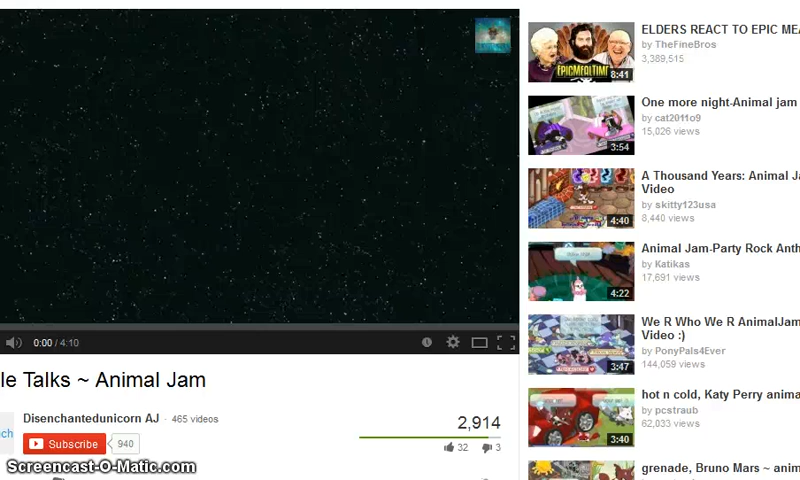 0:00 / 4:10
le Talks ~ Animal Jam
ch
Disenchantedunicorn AJ · 465 videos
Subscribe 940
2,914
32 3
Screencast-O-Matic.com
EPICMEALTIME
8:41
ELDERS REACT TO EPIC MEA
by TheFineBros
3,389,515
3:54
One more night-Animal jam
by cat2011o9
15,026 views
4:40
A Thousand Years: Animal Ja
Video
by skitty123usa
8,440 views
4:22
Animal Jam-Party Rock Anth
by Katikas
17,691 views
3:47
We R Who We R AnimalJam
Video :)
by PonyPals4Ever
144,059 views
3:40
hot n cold, Katy Perry anima
by pcstraub
62,033 views
grenade, Bruno Mars ~ anim